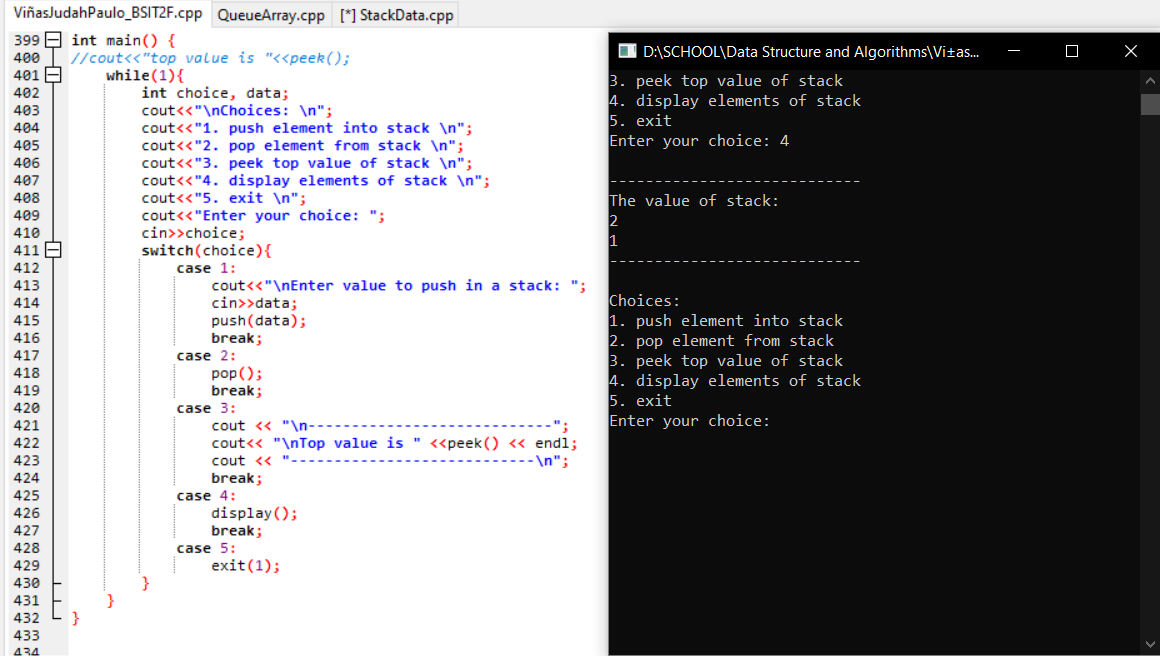 ViñasJudahPaulo_BSIT2F.cpp QueueArray.cpp [*] StackData.cpp
399 int main() {
400 //cout<<"top value is "<<peek();
401 while(1){
402 int choice, data;
403 cout<<"\nChoices: \n";
404 cout<<"1. push element into stack \n";
405 cout<<"2. pop element from stack \n";
406 cout<<"3. peek top value of stack \n";
407 cout<<"4. display elements of stack \n";
408 cout<<"5. exit \n";
409 cout<<"Enter your choice: ";
410 cin>>choice;
411 switch(choice){
412 case 1:
413 cout<<"\nEnter value to push in a stack: ";
414 cin>>data;
415 push(data);
416 break;
417 case 2:
418 pop();
419 break;
420 case 3:
421 cout << "\n----------------------------";
422 cout<< "\nTop value is " <<peek() << endl;
423 cout << "----------------------------\n";
424 break;
425 case 4:
426 display();
427 break;
428 case 5:
429 exit(1);
430 }
431 }
432 }
433
434
D:\SCHOOL\Data Structure and Algorithms\Vi±as...
3. peek top value of stack
4. display elements of stack
5. exit
Enter your choice: 4
----------------------------
The value of stack:
2
1
----------------------------
Choices:
1. push element into stack
2. pop element from stack
3. peek top value of stack
4. display elements of stack
5. exit
Enter your choice: